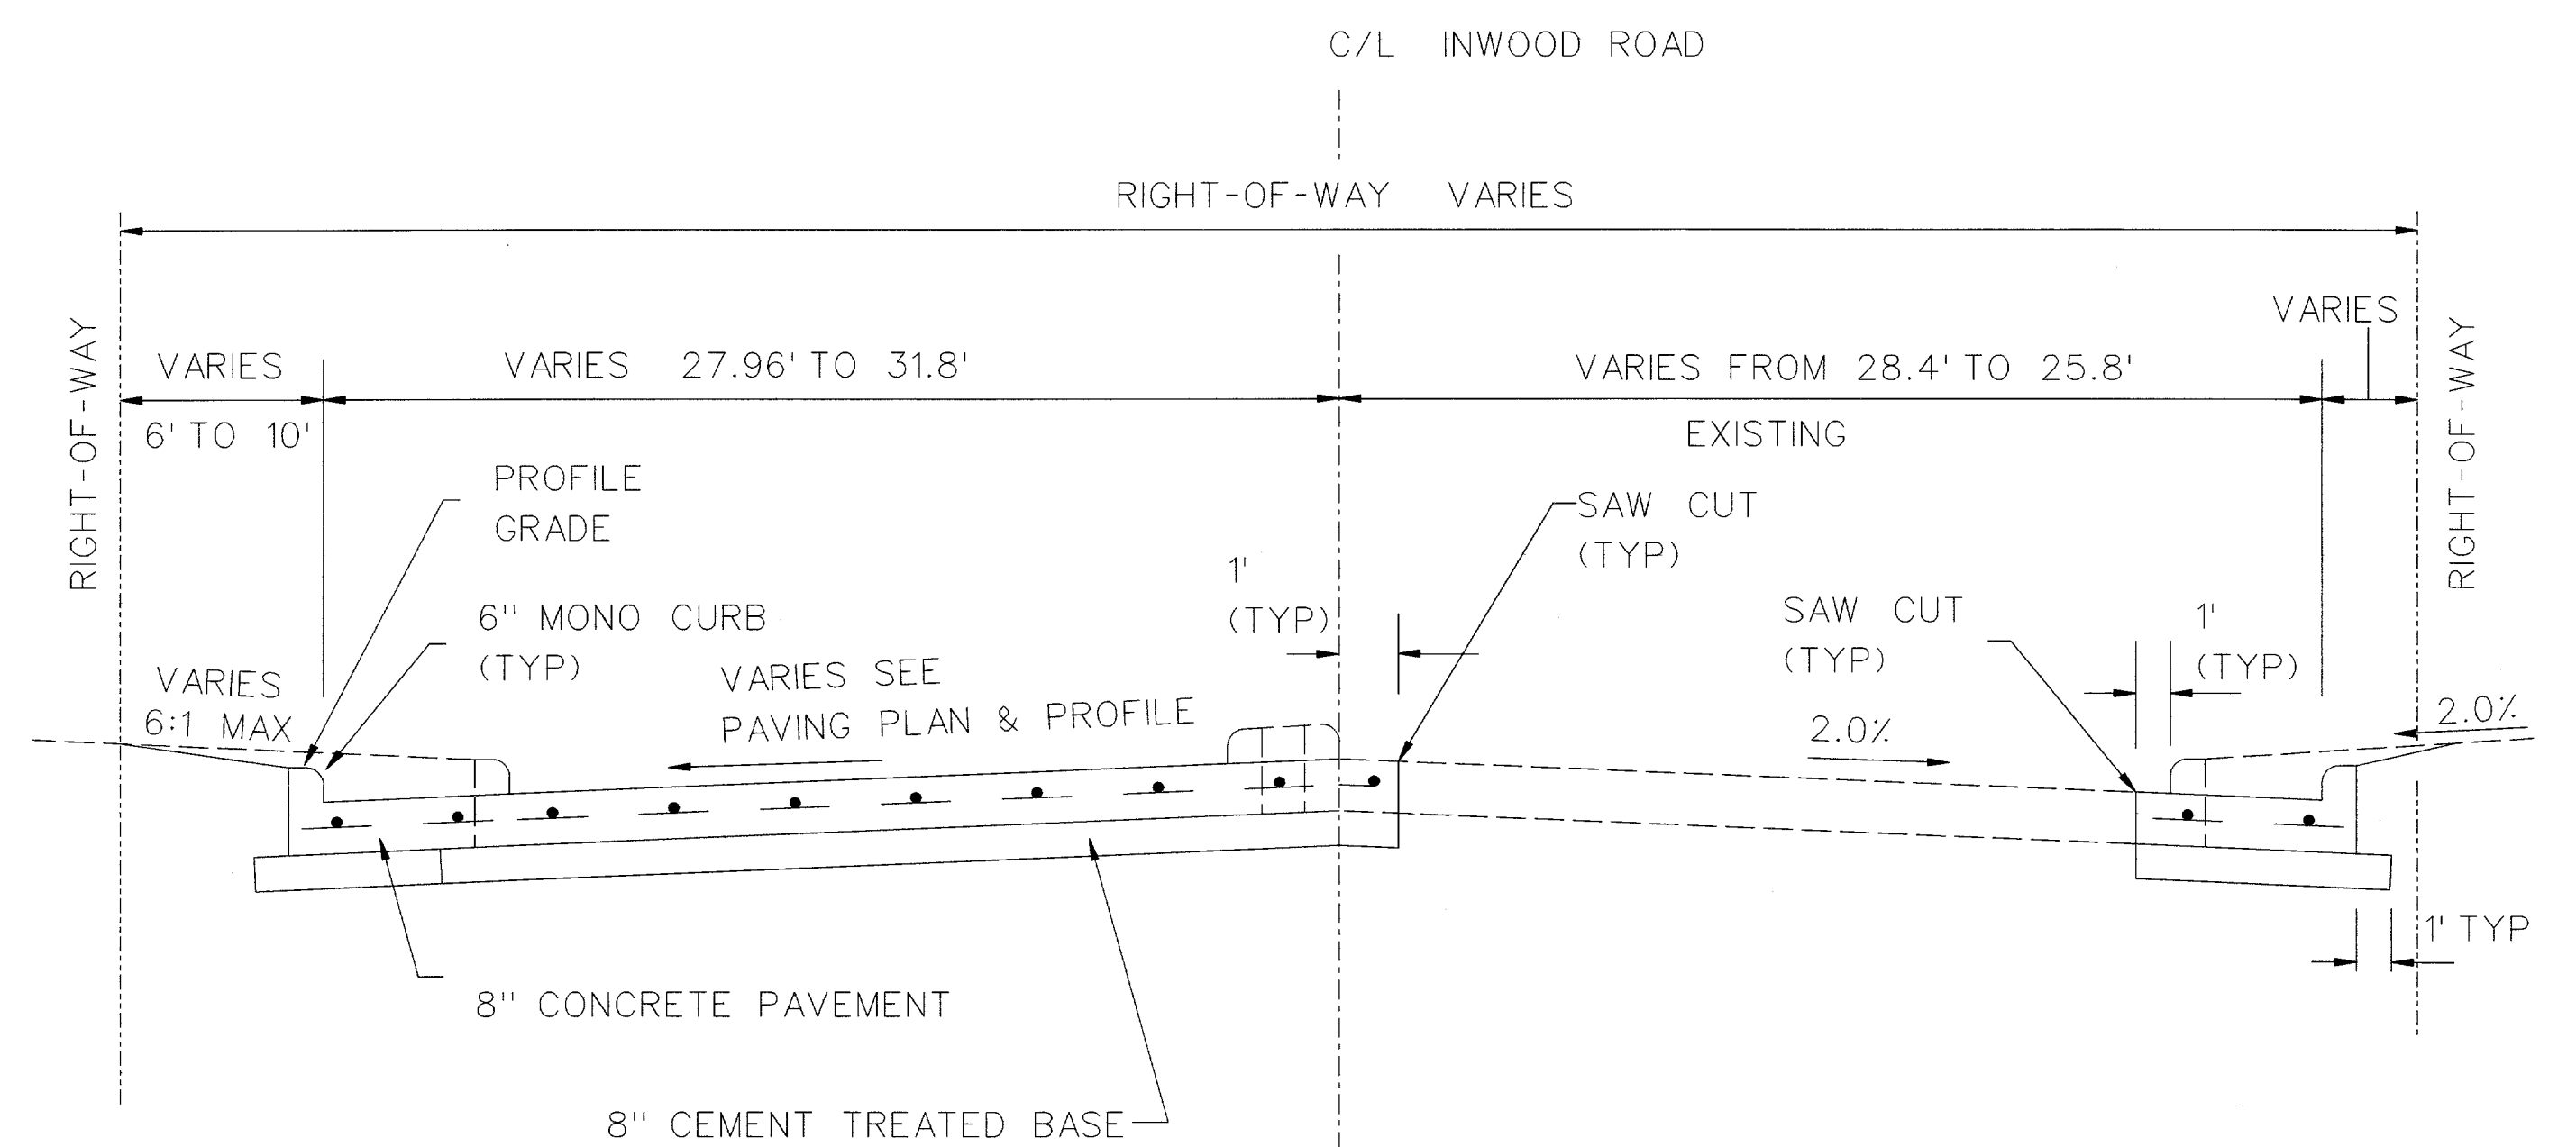 C/L INWOOD ROAD
RIGHT-OF-WAY VARIES
VARIES
RIGHT-OF-WAY
RIGHT-OF-WAY
VARIES
VARIES 27.96' TO 31.8'
VARIES FROM 28.4' TO 25.8'
6' TO 10'
EXISTING
PROFILE
GRADE
SAW CUT
(TYP)
1'
(TYP)
6" MONO CURB
(TYP)
SAW CUT
(TYP)
1'
(TYP)
VARIES
6:1 MAX
VARIES SEE
PAVING PLAN & PROFILE
2.0%
2.0%
1' TYP
8" CONCRETE PAVEMENT
8" CEMENT TREATED BASE